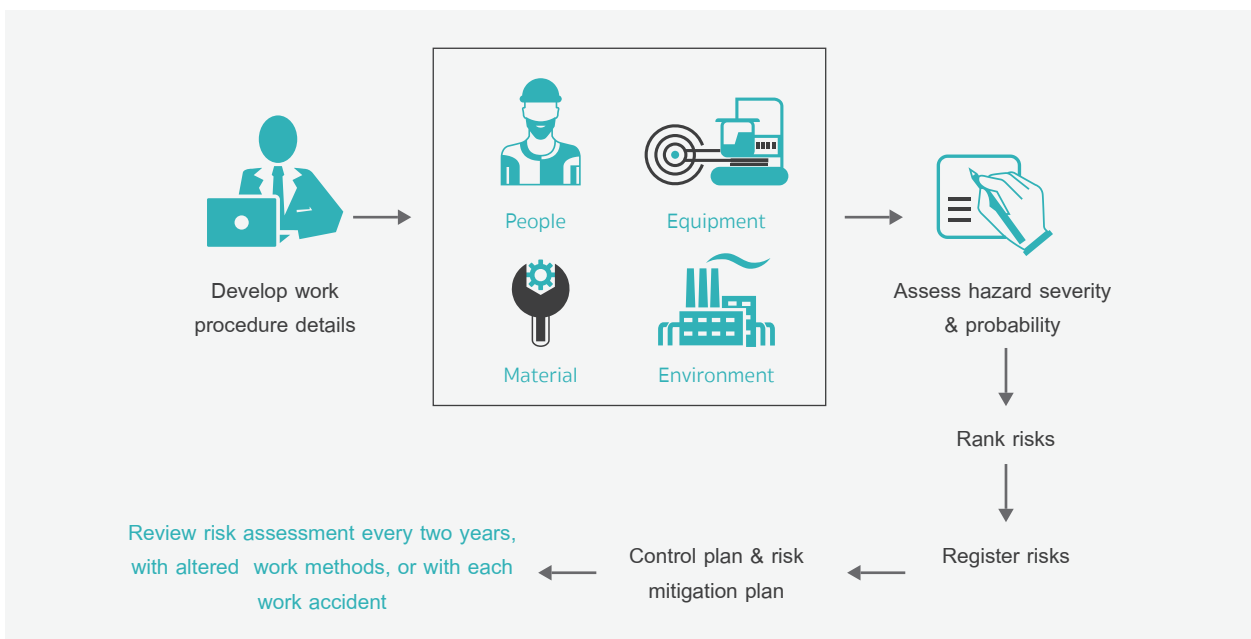 Develop work
procedure details
People
Equipment
Material
Environment
Assess hazard severity
& probability
Rank risks
Register risks
Control plan & risk
mitigation plan
Review risk assessment every two years,
with altered work methods, or with each
work accident